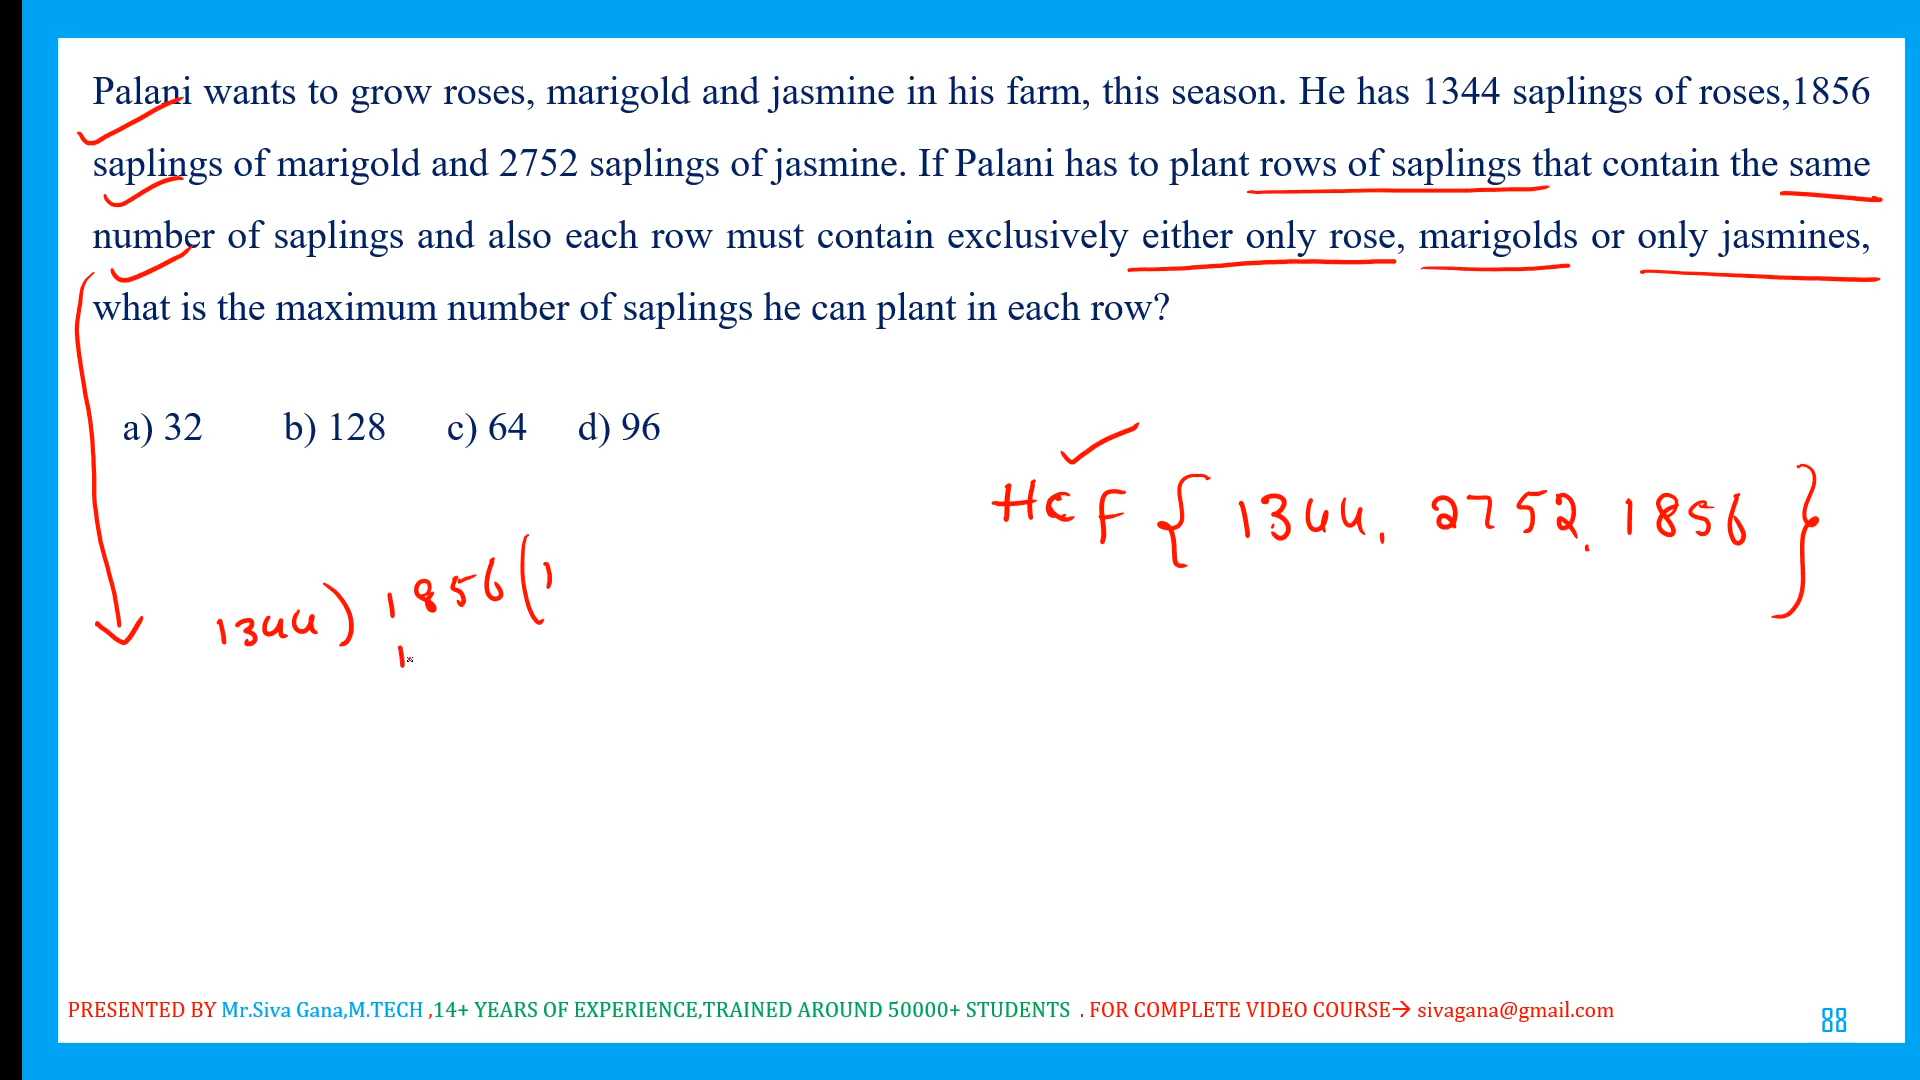 Palani wants to grow roses, marigold and jasmine in his farm, this season. He has 1344 saplings of roses,1856
saplings of marigold and 2752 saplings of jasmine. If Palani has to plant rows of saplings that contain the same
number of saplings and also each row must contain exclusively either only rose, marigolds or only jasmines,
what is the maximum number of saplings he can plant in each row?
a) 32 b) 128 c) 64 d) 96
HCF { 1344, 2752, 1856 }
1344 ) 1856 ( 1
1
PRESENTED BY Mr.Siva Gana,M.TECH ,14+ YEARS OF EXPERIENCE,TRAINED AROUND 50000+ STUDENTS . FOR COMPLETE VIDEO COURSE→ sivagana@gmail.com
88